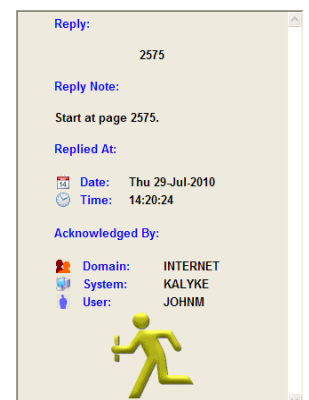 Reply:
2575
Reply Note:
Start at page 2575.
Replied At:
14 Date: Thu 29-Jul-2010
Time: 14:20:24
Acknowledged By:
Domain: INTERNET
System: KALYKE
User: JOHNM